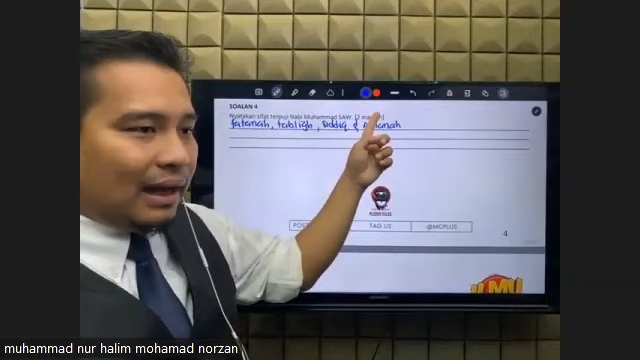 SOALAN 4
Nyatakan sifat terpuji Nabi Muhammad SAW. [2 markah]
fatanah, tabligh, siddiq & amanah
TAG US:
@MCPLUS
4
muhammad nur halim mohamad norzan